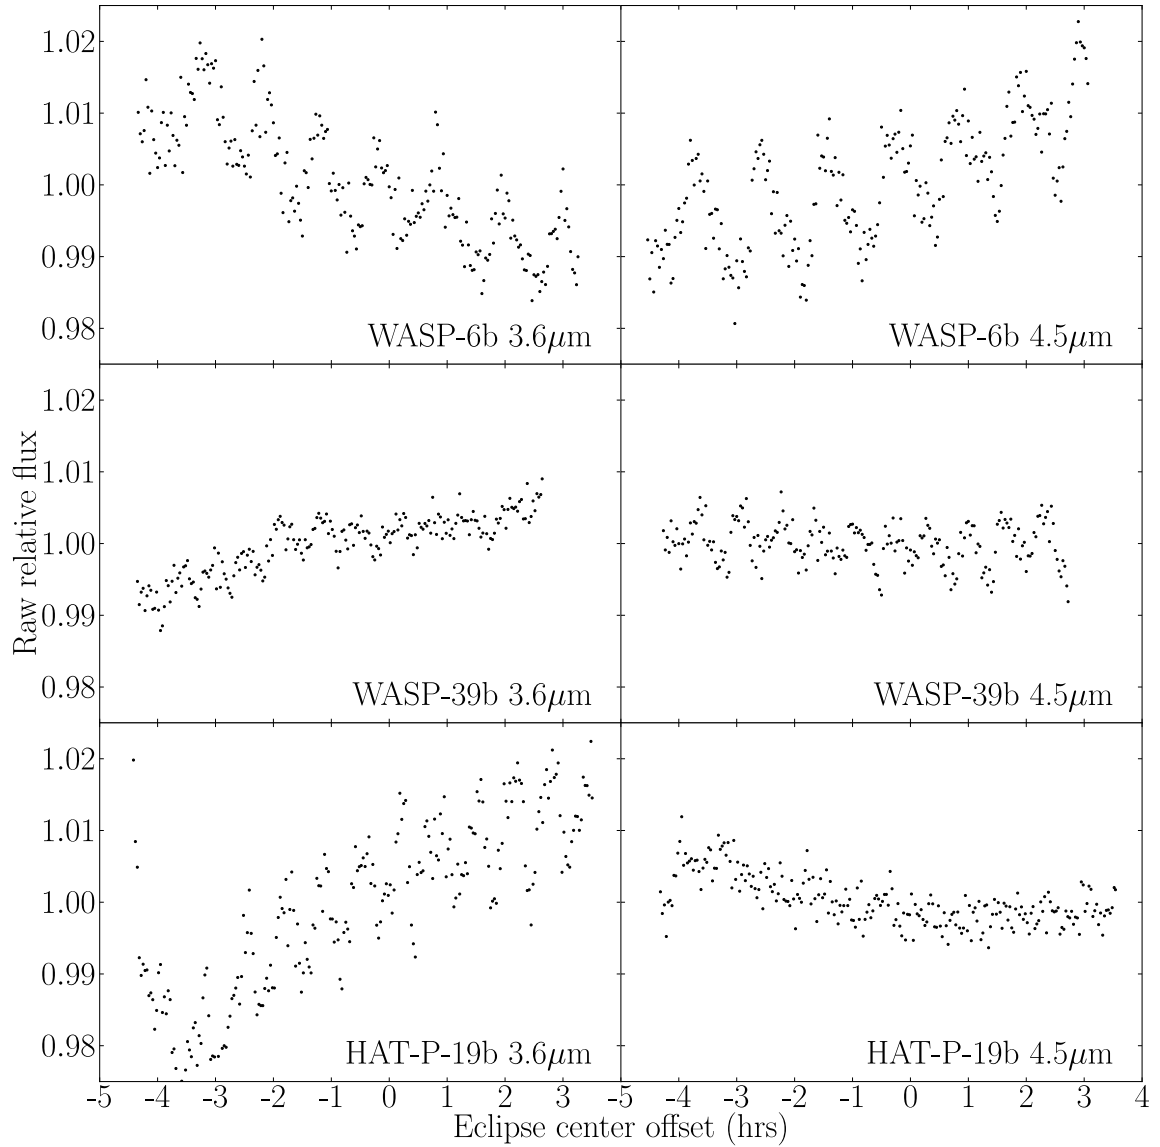 1.02
1.01
1.00
0.99
0.98
WASP-6b 3.6μm
WASP-6b 4.5μm
1.02
1.01
1.00
0.99
0.98
Raw relative flux
WASP-39b 3.6μm
WASP-39b 4.5μm
1.02
1.01
1.00
0.99
0.98
HAT-P-19b 3.6μm
HAT-P-19b 4.5μm
-5 -4 -3 -2 -1 0 1 2 3 -5 -4 -3 -2 -1 0 1 2 3 4
Eclipse center offset (hrs)